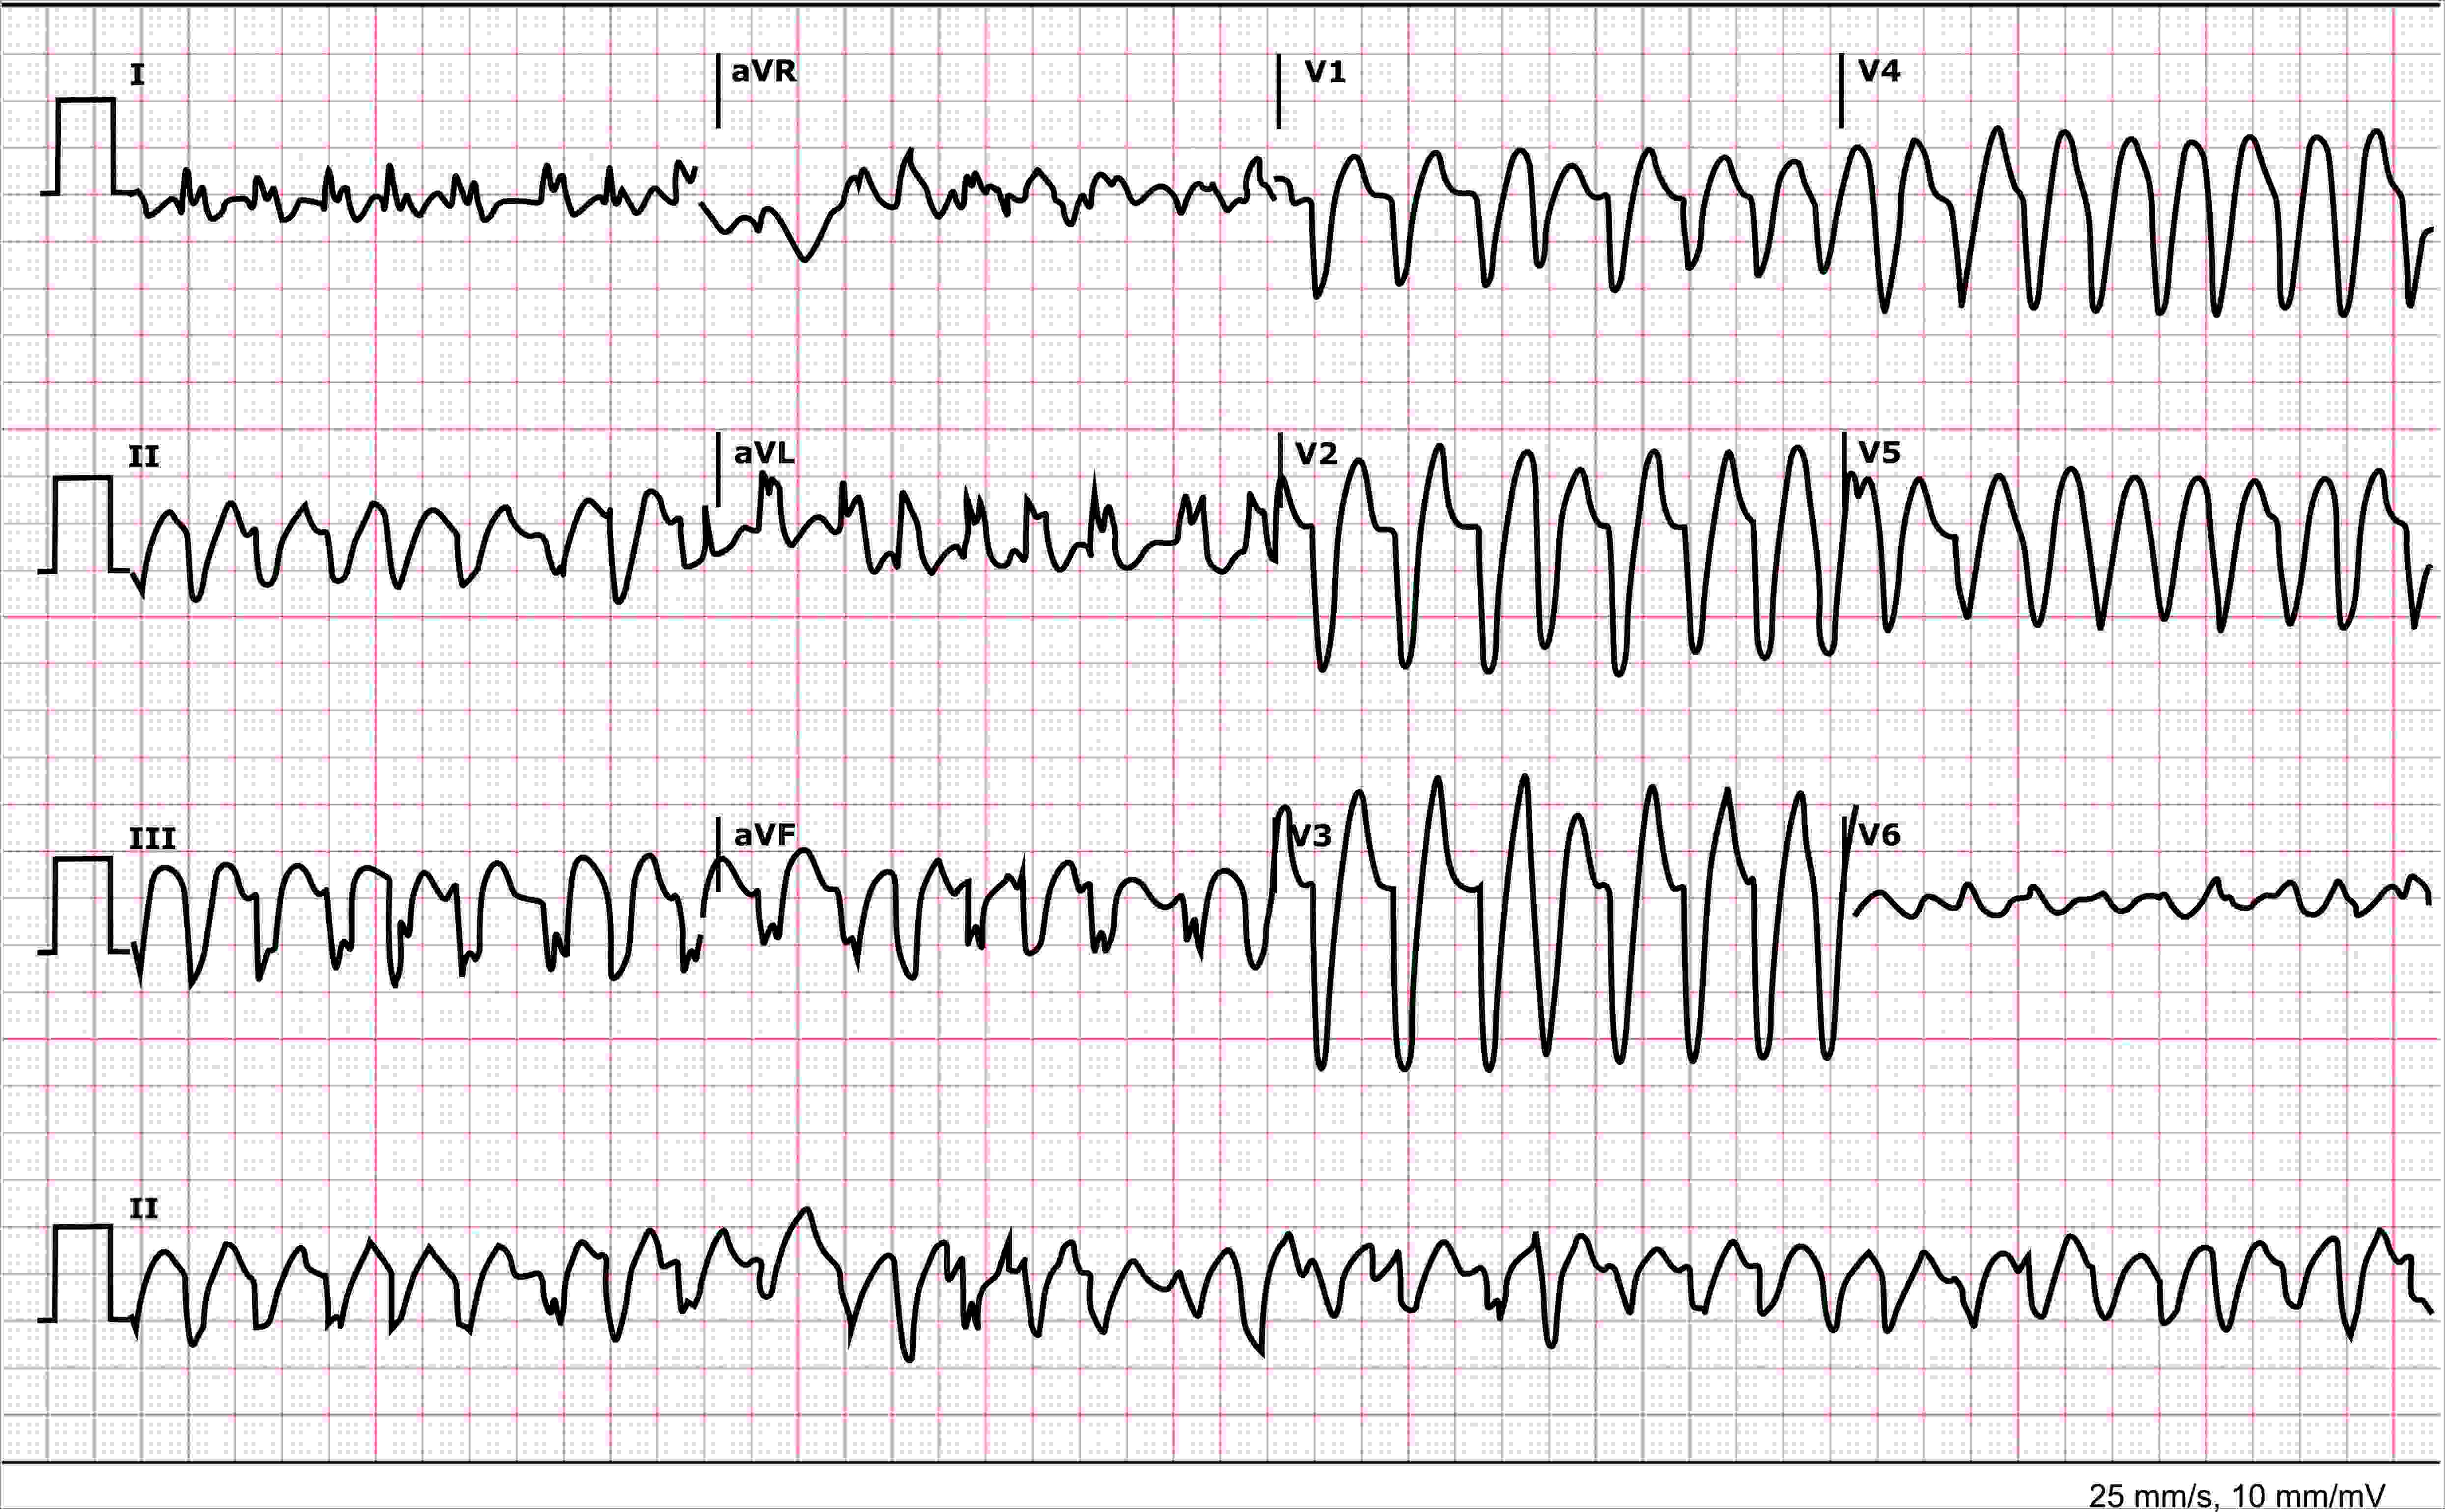 I aVR V1 V4
II aVL V2 V5
III aVF V3 V6
II
25 mm/s, 10 mm/mV